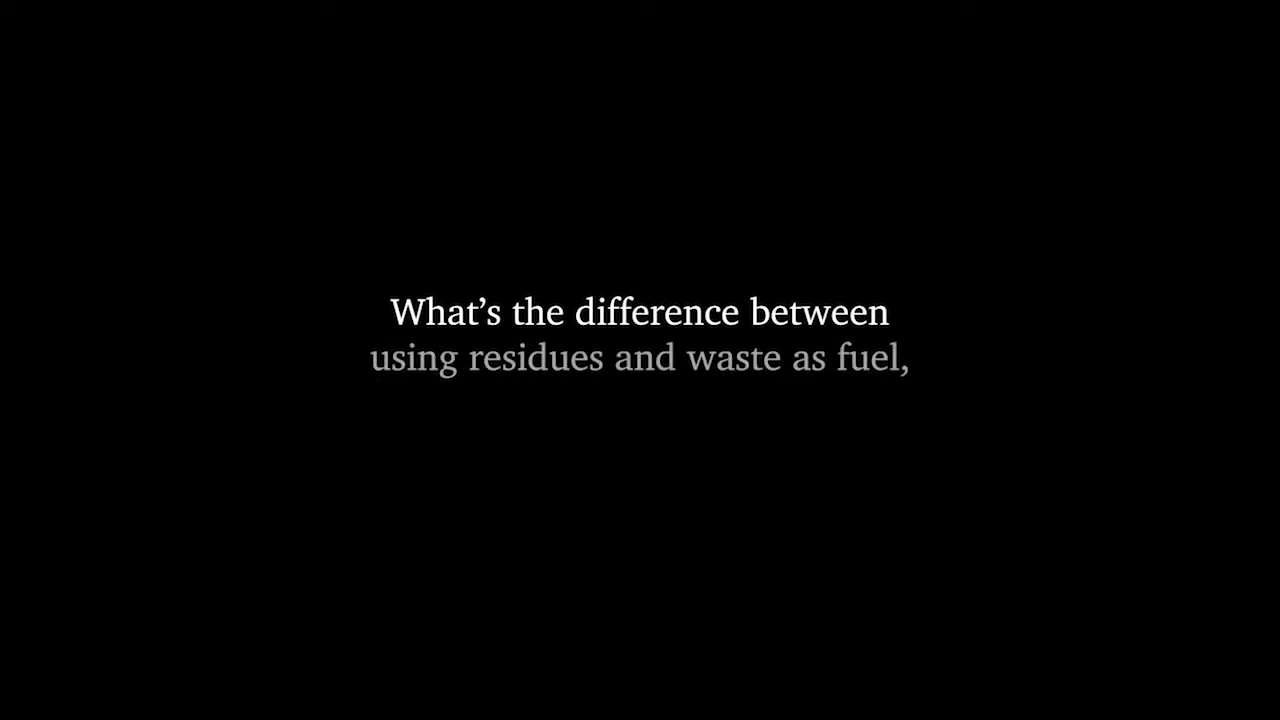 What’s the difference between
using residues and waste as fuel,